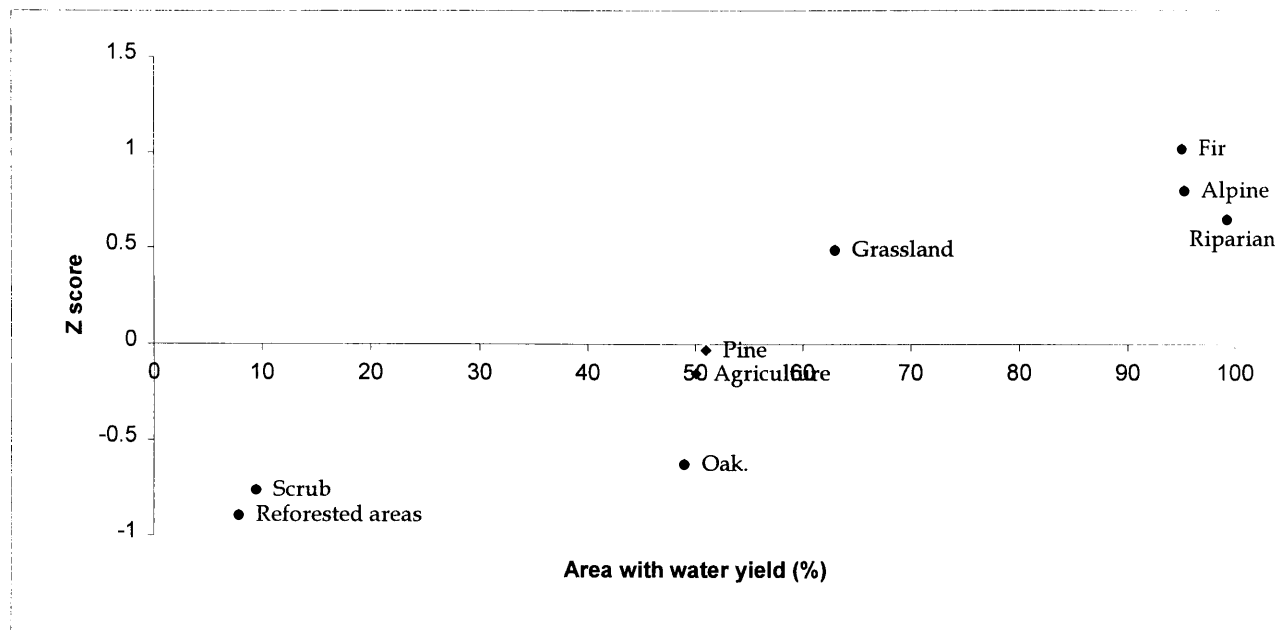 1.5
1
Fir
Alpine
0.5
Riparian
Grassland
Z score
0
Pine
0 10 20 30 40 50 60 70 80 90 100
Agriculture
-0.5
Oak.
Scrub
Reforested areas
-1
Area with water yield (%)